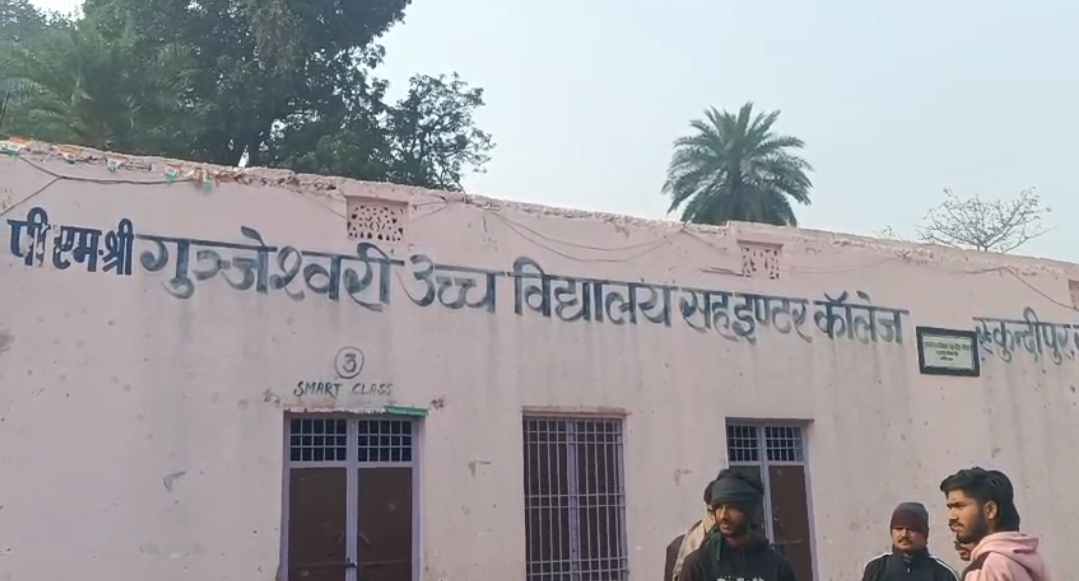 पी एम श्री गुञ्जेश्वरी उच्च विद्यालय सहइण्टर कॉलेज रूकुन्दीपुर,
3
SMART CLASS